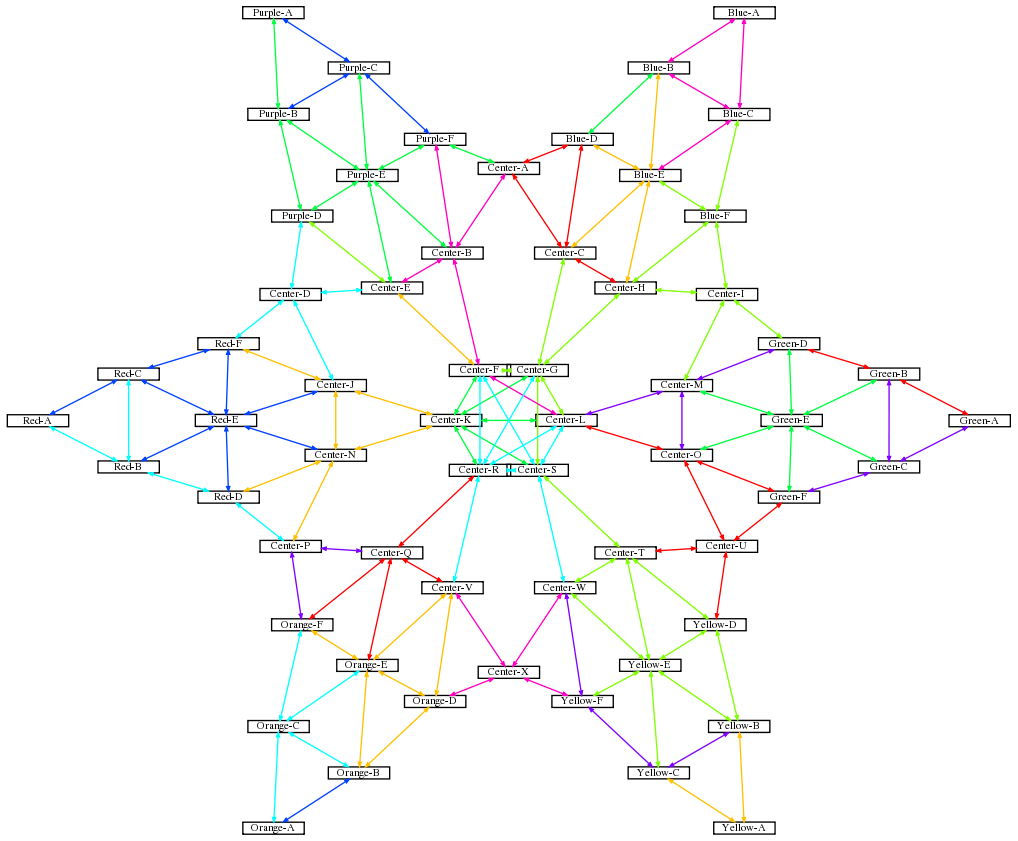 Purple-A
Blue-A
Purple-C
Blue-B
Purple-B
Blue-C
Purple-F
Blue-D
Center-A
Purple-E
Blue-E
Purple-D
Blue-F
Center-B
Center-C
Center-E
Center-H
Center-D
Center-I
Red-F
Green-D
Center-F
Center-G
Red-C
Green-B
Center-J
Center-M
Red-A
Red-E
Center-K
Center-L
Green-E
Green-A
Center-N
Center-O
Red-B
Green-C
Center-R
Center-S
Red-D
Green-F
Center-P
Center-U
Center-Q
Center-T
Center-V
Center-W
Orange-F
Yellow-D
Orange-E
Yellow-E
Center-X
Orange-D
Yellow-F
Orange-C
Yellow-B
Orange-B
Yellow-C
Orange-A
Yellow-A